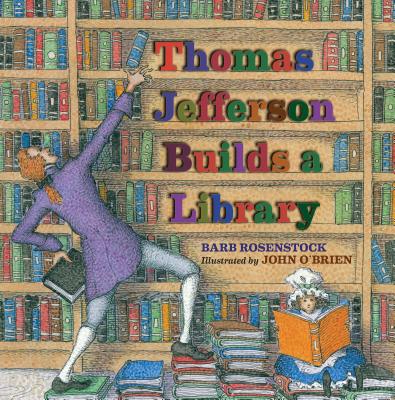 Thomas
Jefferson
Builds a
Library
BARB ROSENSTOCK
Illustrated by JOHN O'BRIEN